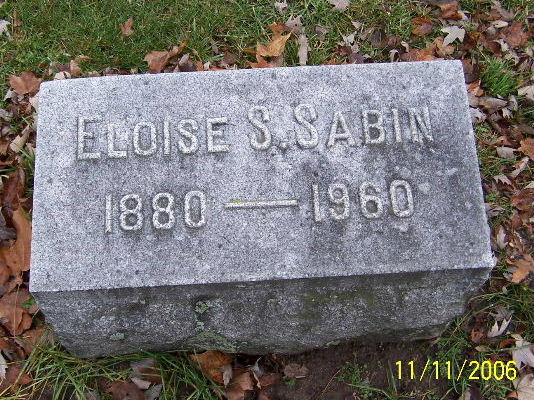 ELOISE S. SABIN
1880 — 1960
11/11/2006